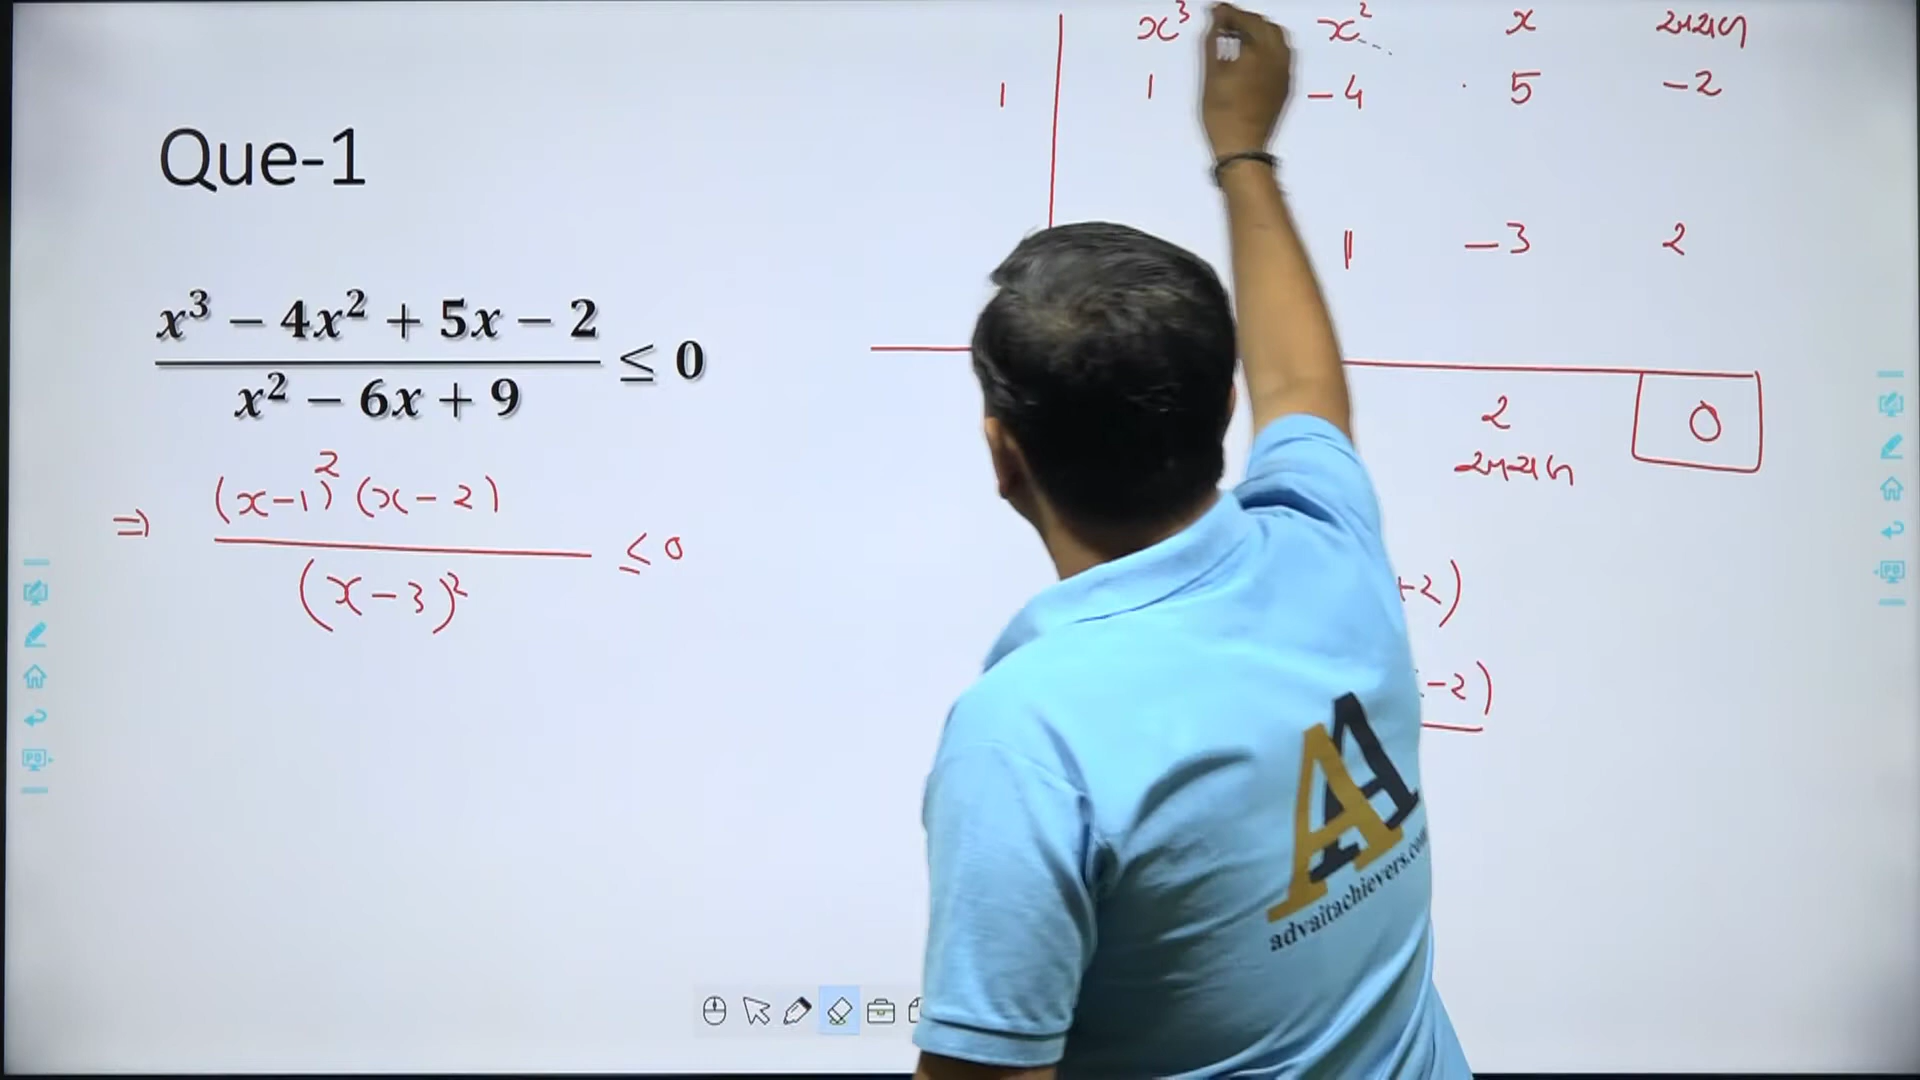 Que-1
x³ − 4x² + 5x − 2
x² − 6x + 9
≤ 0
⇒ (x−1)² (x−2)
(x−3)²
≤ 0
x³ x² x અચળ
1 1 −4 5 −2
1 −3 2
2 0
અચળ
+2)
−2)
AA
advaitachievers.com